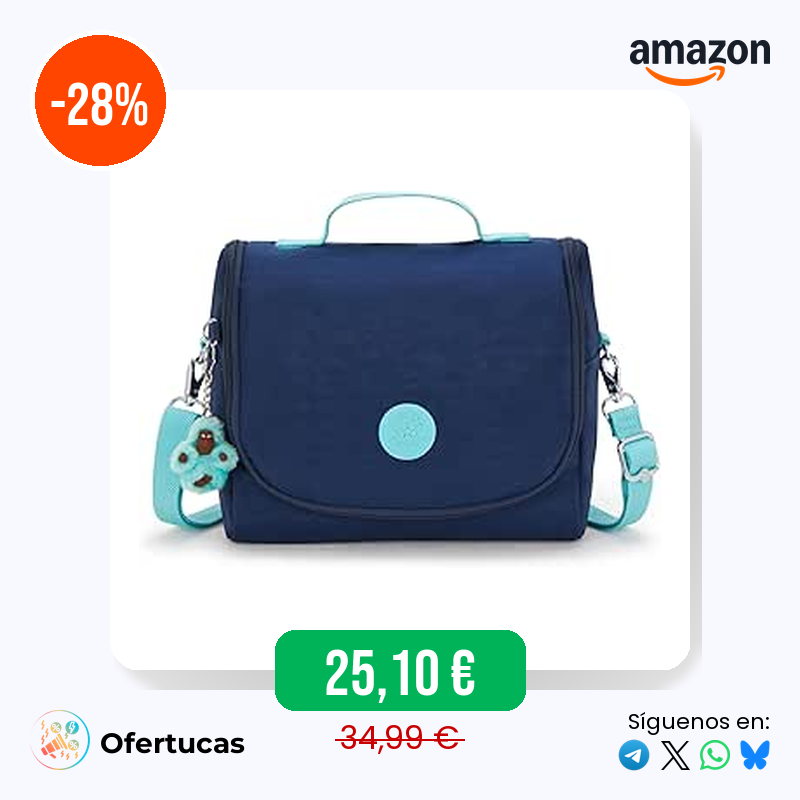 -28%
amazon
25,10 €
34,99 €
Ofertucas
Síguenos en: